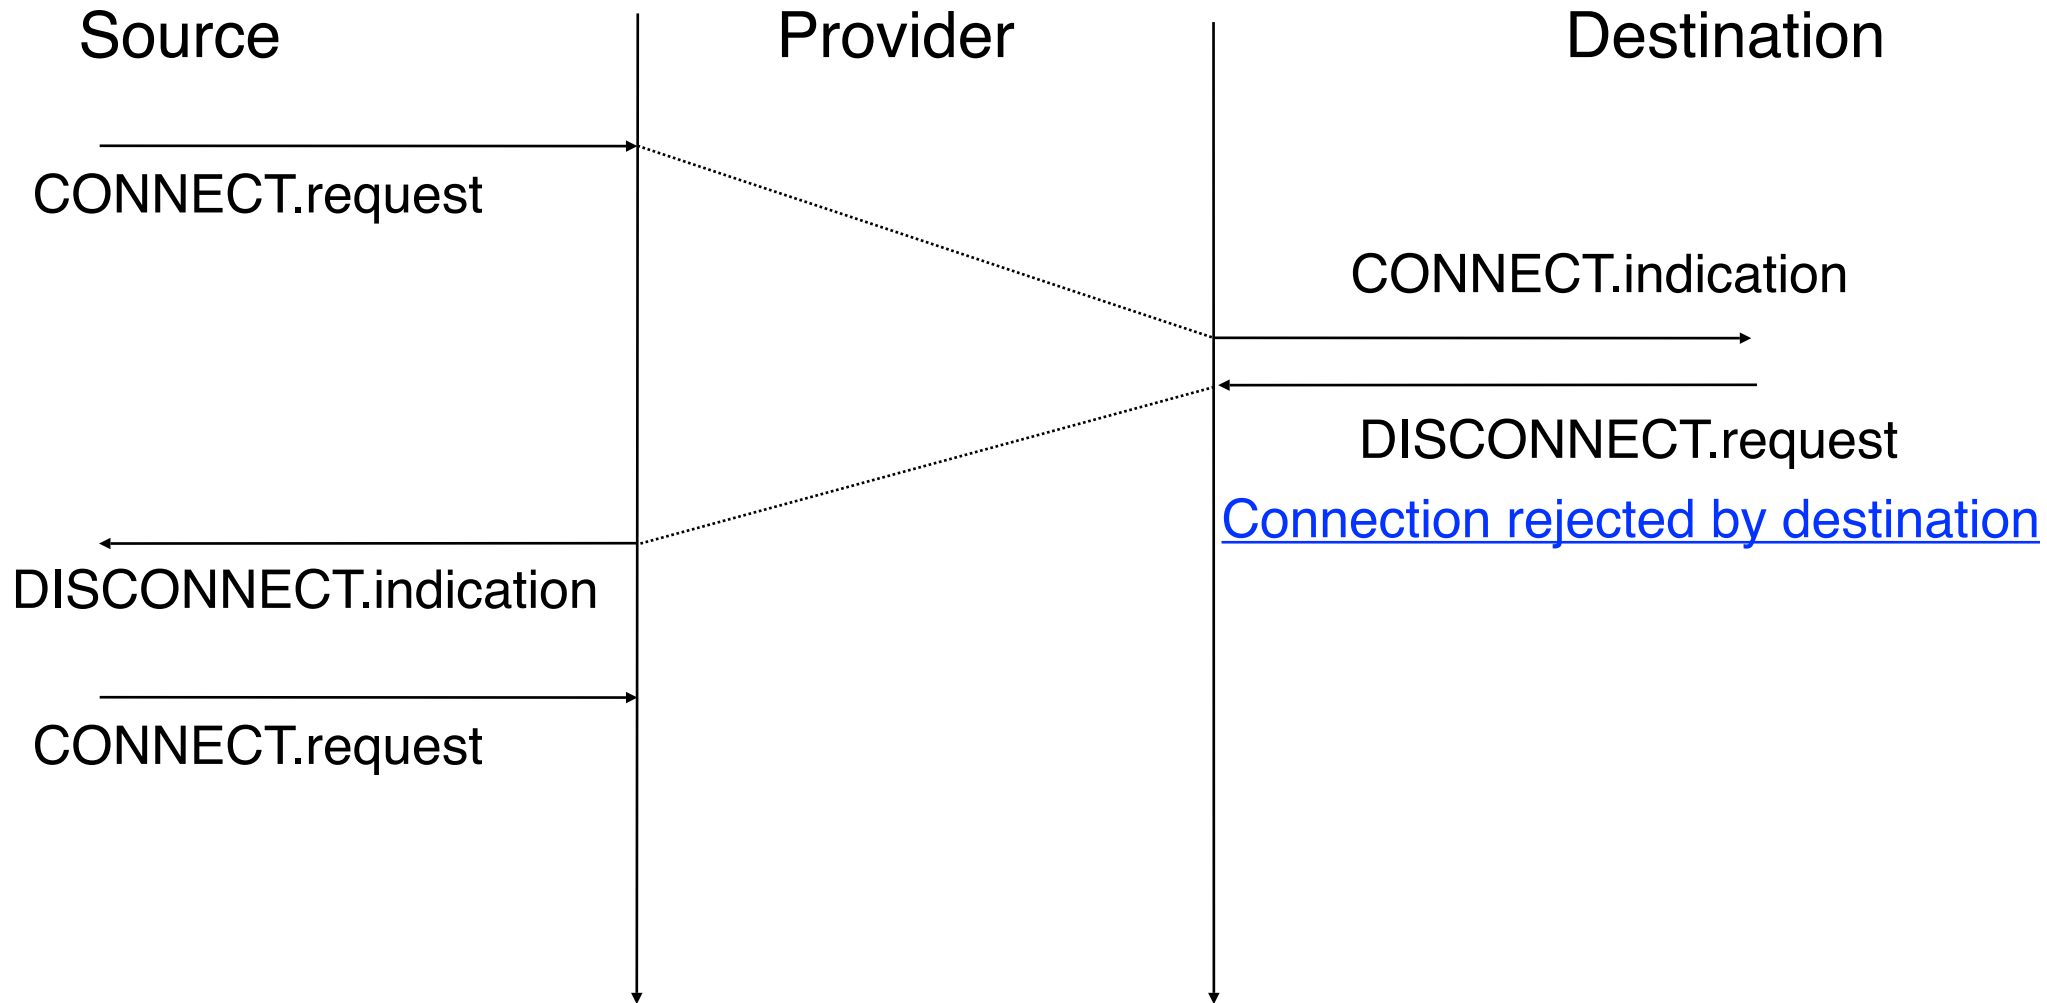 Source
Provider
Destination
CONNECT.request
CONNECT.indication
DISCONNECT.request
Connection rejected by destination
DISCONNECT.indication
CONNECT.request